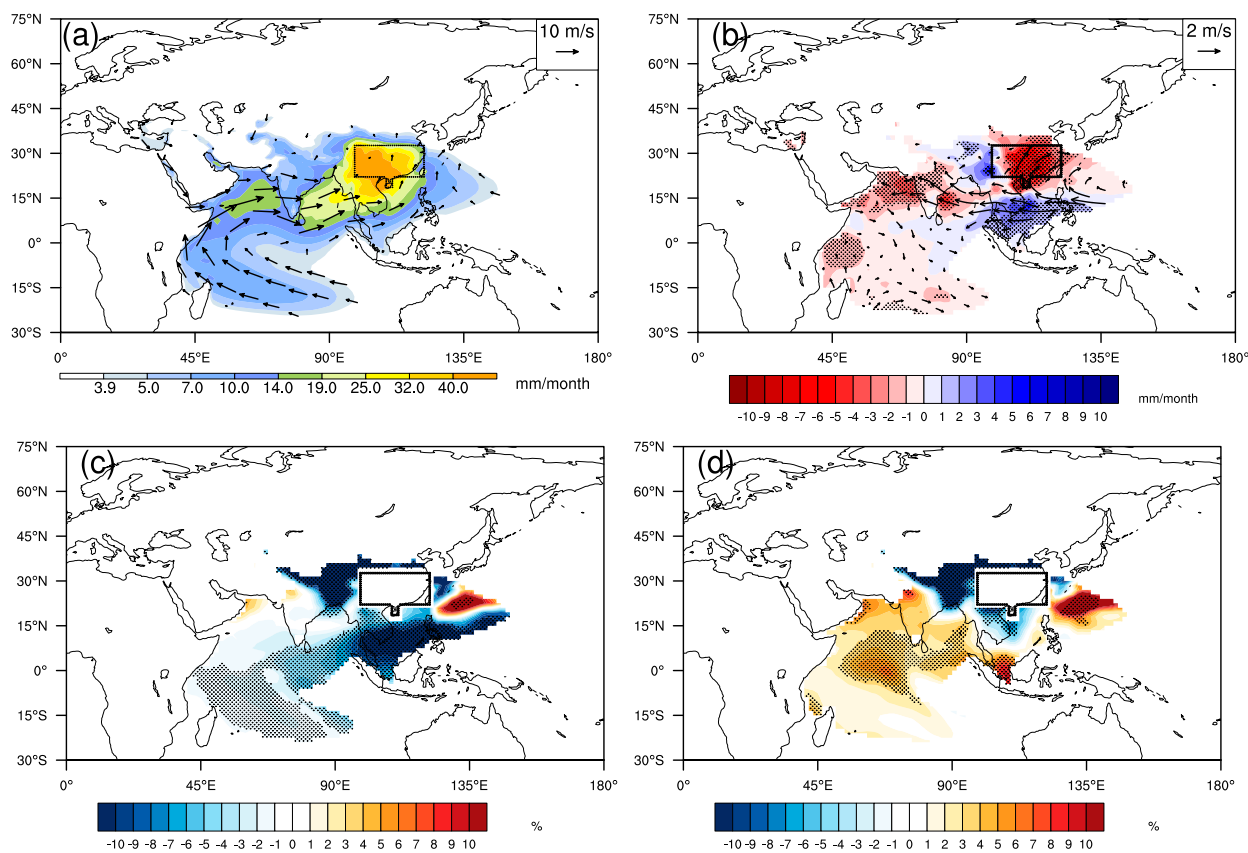 (a)
10 m/s
75°N
60°N
45°N
30°N
15°N
0°
15°S
30°S
0° 45°E 90°E 135°E 180°
3.9 5.0 7.0 10.0 14.0 19.0 25.0 32.0 40.0 mm/month
(b)
2 m/s
75°N
60°N
45°N
30°N
15°N
0°
15°S
30°S
0° 45°E 90°E 135°E 180°
-10 -9 -8 -7 -6 -5 -4 -3 -2 -1 0 1 2 3 4 5 6 7 8 9 10 mm/month
(c)
75°N
60°N
45°N
30°N
15°N
0°
15°S
30°S
0° 45°E 90°E 135°E 180°
-10 -9 -8 -7 -6 -5 -4 -3 -2 -1 0 1 2 3 4 5 6 7 8 9 10 %
(d)
75°N
60°N
45°N
30°N
15°N
0°
15°S
30°S
0° 45°E 90°E 135°E 180°
-10 -9 -8 -7 -6 -5 -4 -3 -2 -1 0 1 2 3 4 5 6 7 8 9 10 %